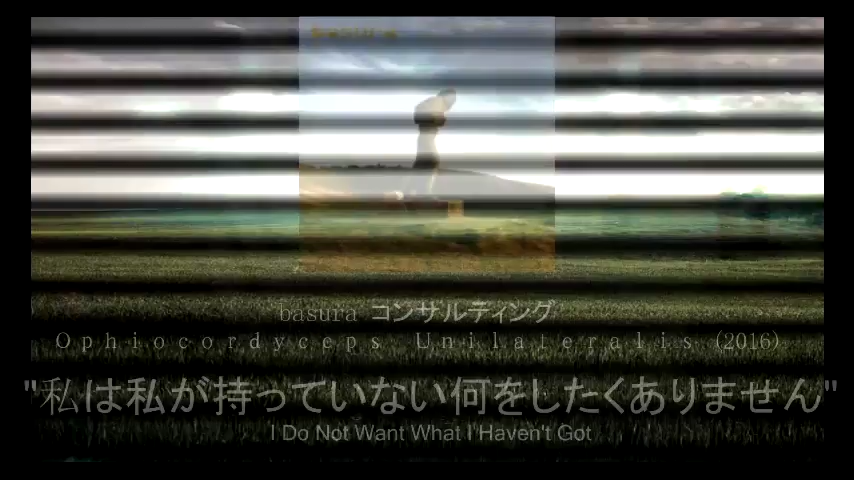 basura
basura コンサルティング
Ophiocordyceps Unilateralis (2016)
"私は私が持っていない何をしたくありません"
I Do Not Want What I Haven't Got